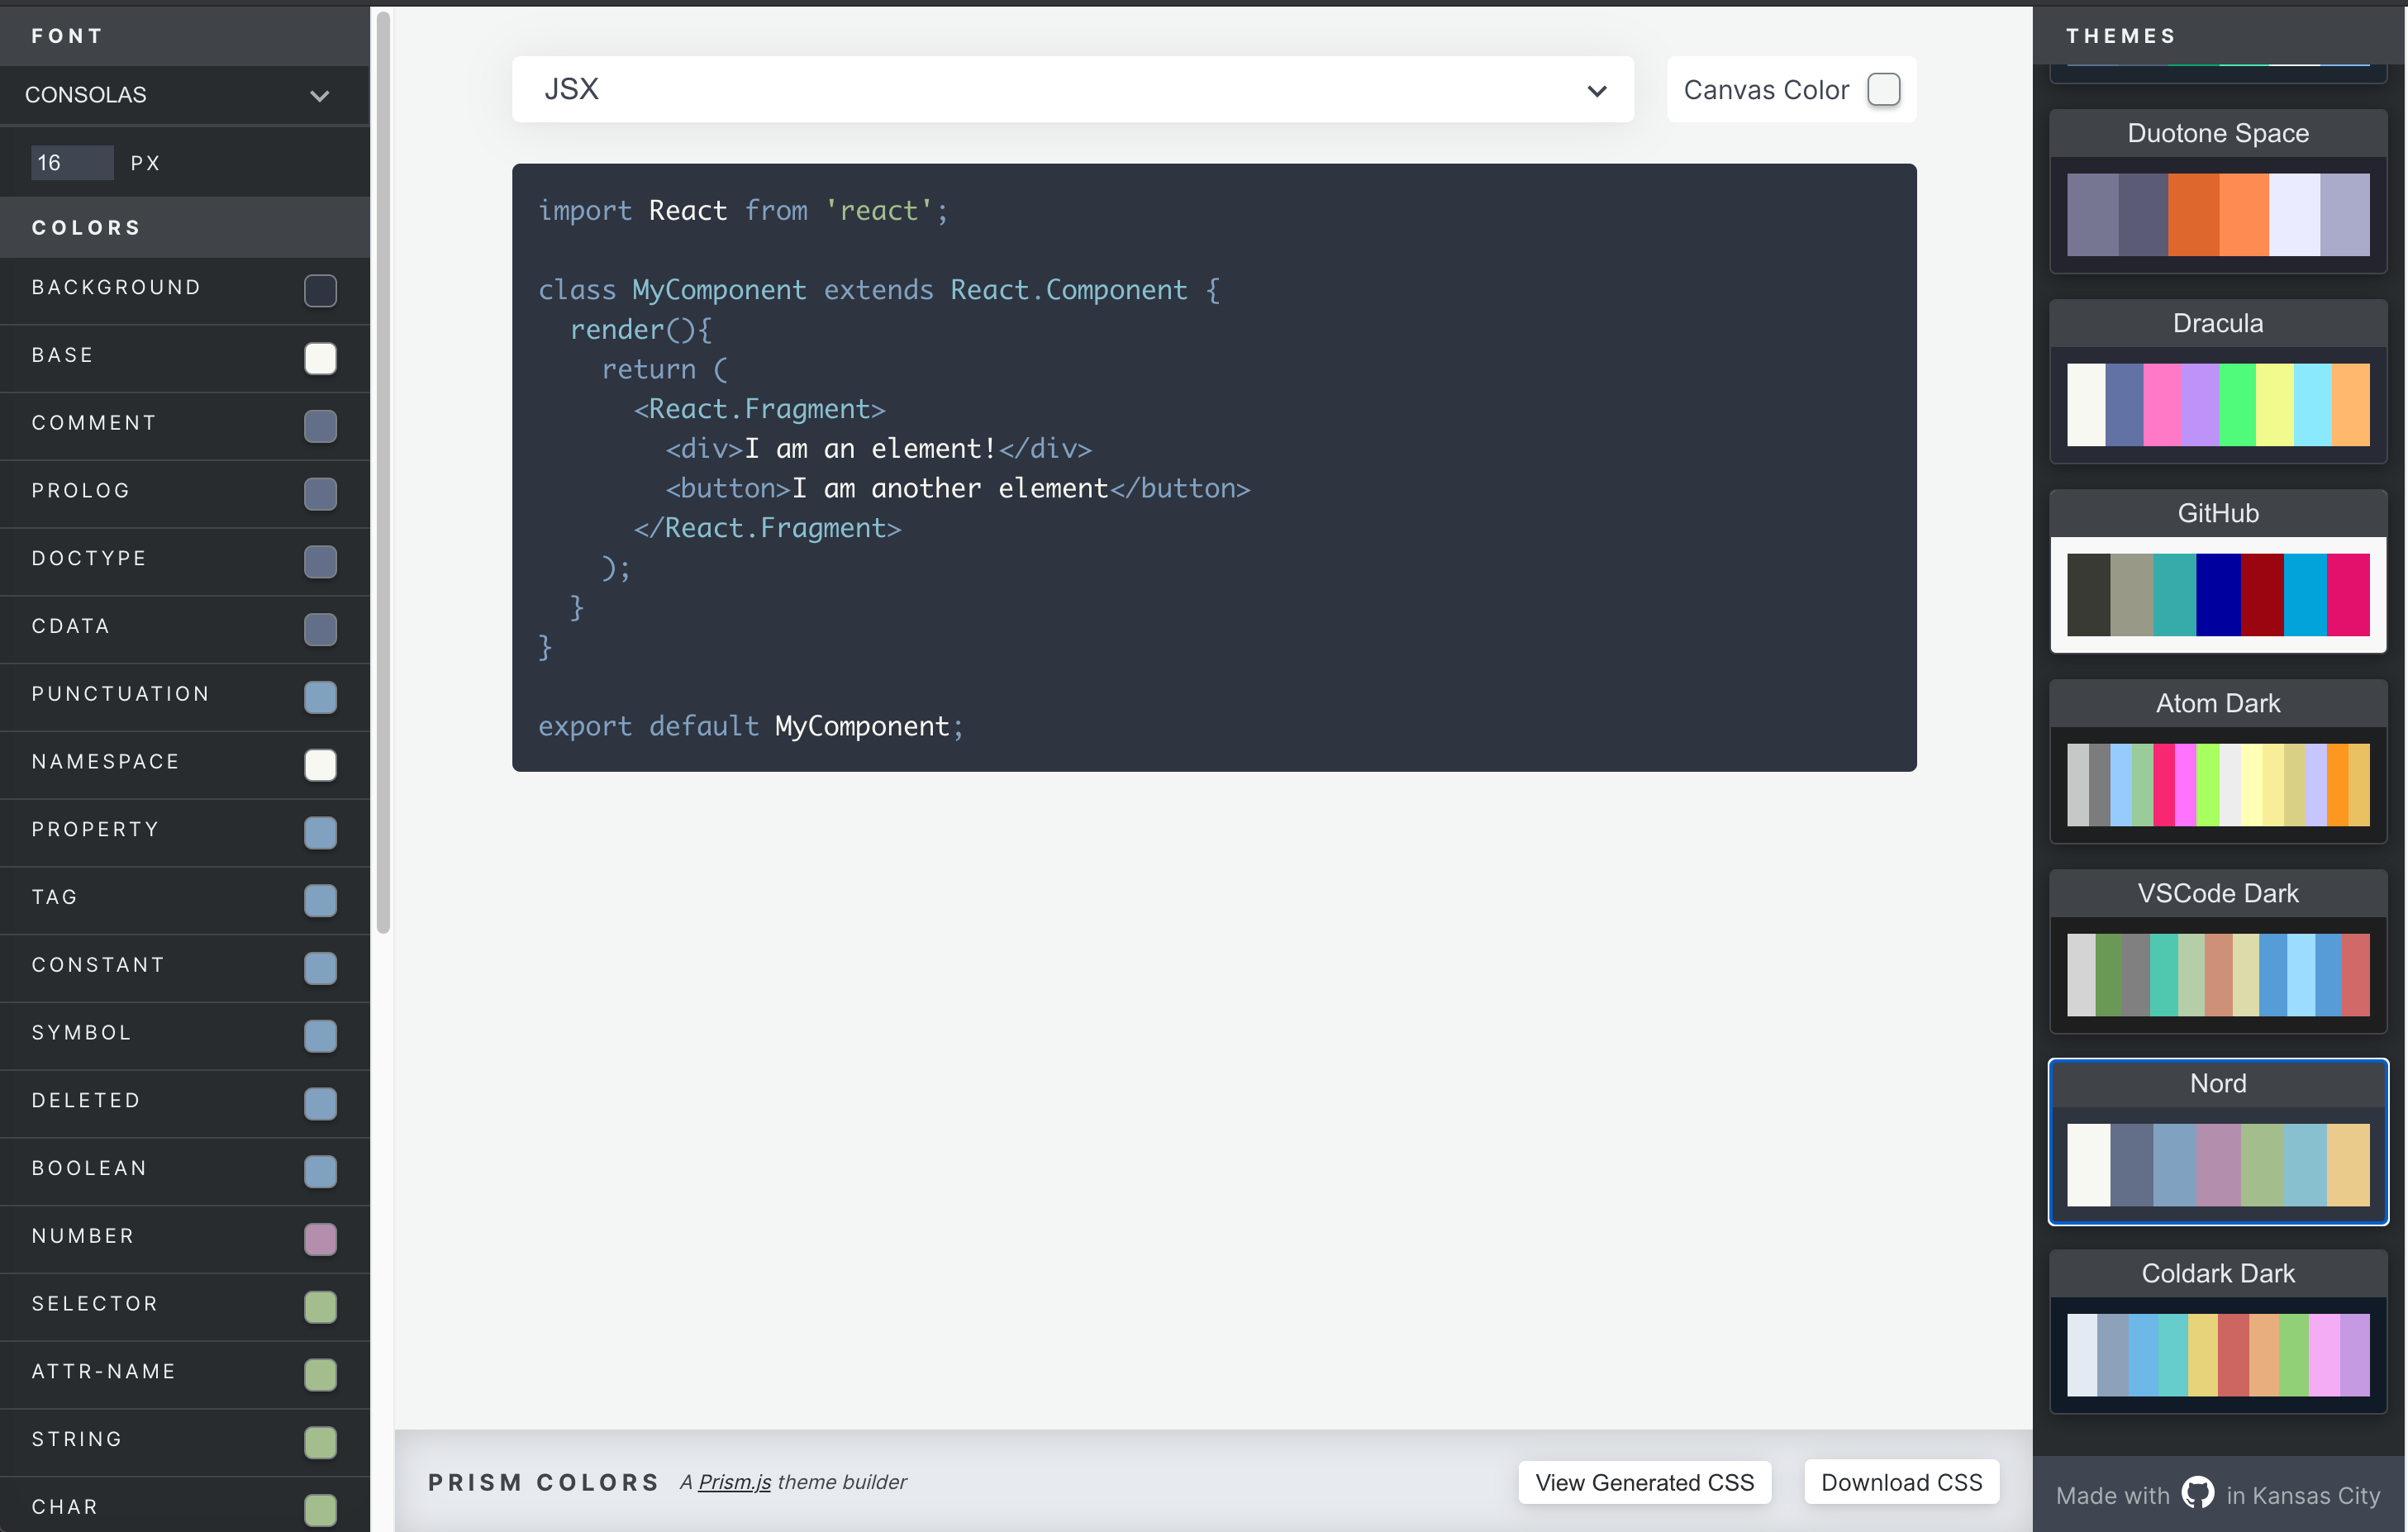 FONT
CONSOLAS
16 PX
COLORS
BACKGROUND
BASE
COMMENT
PROLOG
DOCTYPE
CDATA
PUNCTUATION
NAMESPACE
PROPERTY
TAG
CONSTANT
SYMBOL
DELETED
BOOLEAN
NUMBER
SELECTOR
ATTR-NAME
STRING
CHAR
JSX
Canvas Color
import React from 'react';
class MyComponent extends React.Component {
  render(){
    return (
      <React.Fragment>
        <div>I am an element!</div>
        <button>I am another element</button>
      </React.Fragment>
    );
  }
}
export default MyComponent;
PRISM COLORS A Prism.js theme builder
View Generated CSS
Download CSS
THEMES
Duotone Space
Dracula
GitHub
Atom Dark
VSCode Dark
Nord
Coldark Dark
Made with in Kansas City